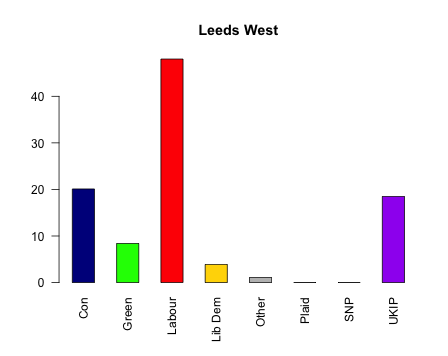 Leeds West
40
30
20
10
0
Con
Green
Labour
Lib Dem
Other
Plaid
SNP
UKIP